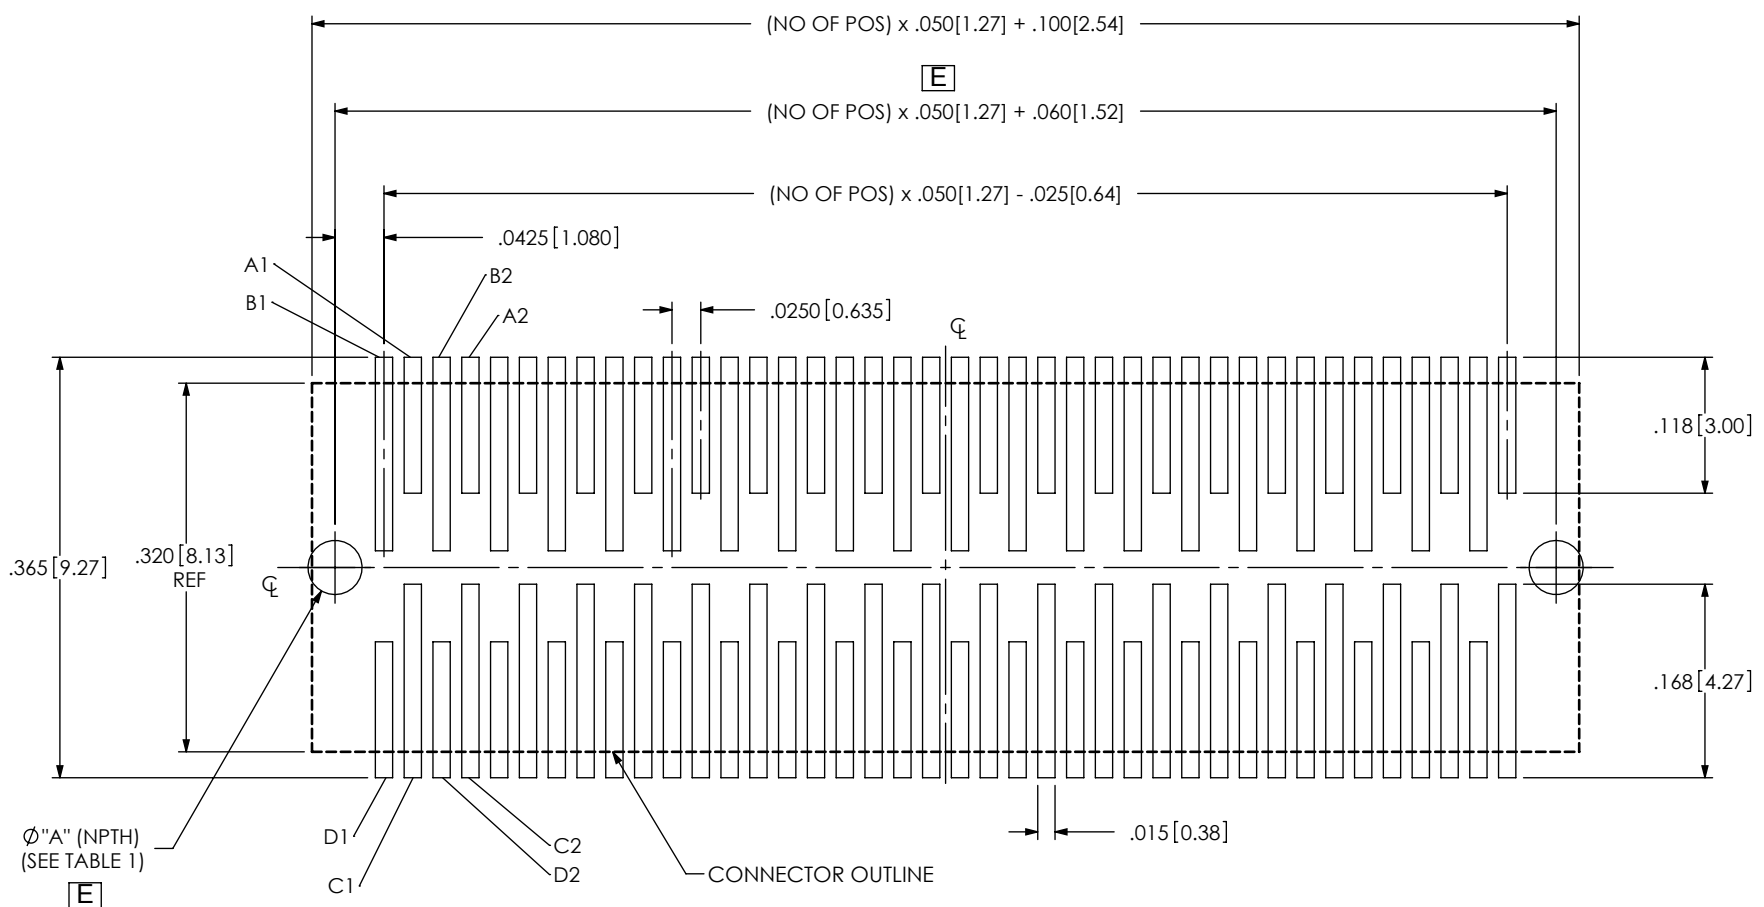 (NO OF POS) x .050[1.27] + .100[2.54]
E
(NO OF POS) x .050[1.27] + .060[1.52]
(NO OF POS) x .050[1.27] - .025[0.64]
.0425[1.080]
A1
B2
B1
.0250[0.635]
A2
℄
.118[3.00]
.365[9.27]
.320[8.13]
REF
℄
.168[4.27]
Ø"A" (NPTH)
(SEE TABLE 1)
E
D1
C2
.015[0.38]
D2
C1
CONNECTOR OUTLINE